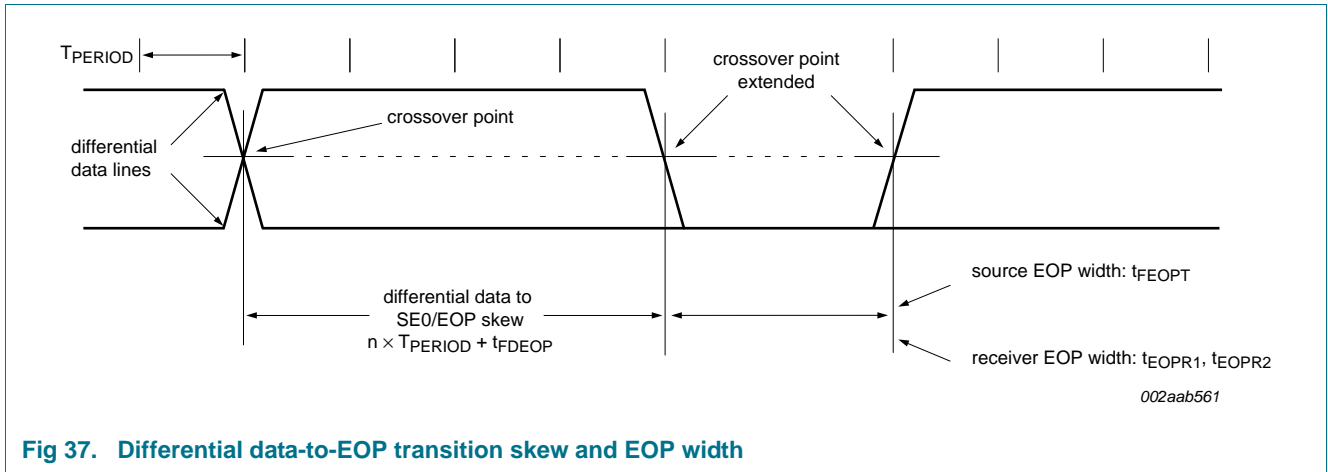 TPERIOD
crossover point
extended
crossover point
differential
data lines
source EOP width: tFEOPT
differential data to
SE0/EOP skew
n × TPERIOD + tFDEOP
receiver EOP width: tEOPR1, tEOPR2
002aab561
Fig 37. Differential data-to-EOP transition skew and EOP width